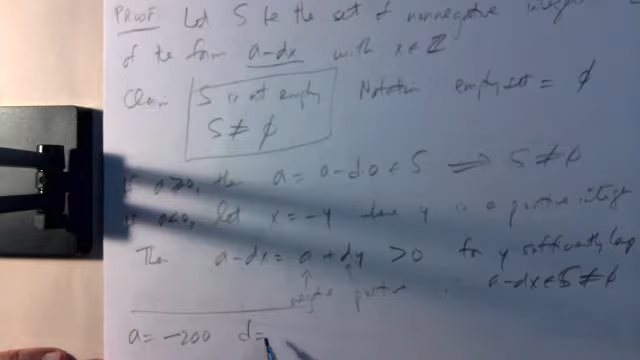 PROOF: Let S be the set of nonnegative integers
of the form a-dx with x ∈ ℤ
Claim S is not empty Notation empty set = ∅
S ≠ ∅
If a≥0, then a = a-d·0 ∈ S ⟹ S ≠ ∅
If a<0, let x = -y where y is a positive integer
Then a-dx = a + dy > 0 for y sufficiently large
negative positive a-dx ∈ S ≠ ∅
a = -200 d =